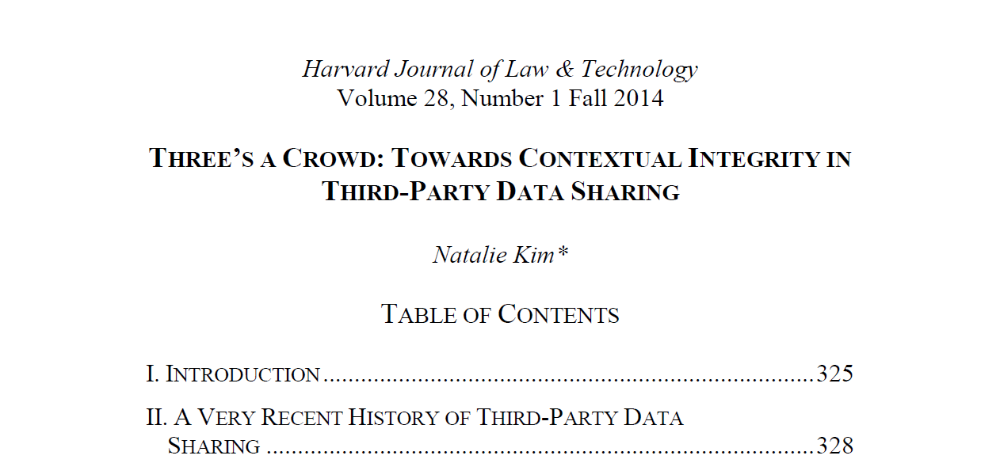 Harvard Journal of Law & Technology
Volume 28, Number 1 Fall 2014
THREE’S A CROWD: TOWARDS CONTEXTUAL INTEGRITY IN
THIRD-PARTY DATA SHARING
Natalie Kim*
TABLE OF CONTENTS
I. INTRODUCTION..............................................................................325
II. A VERY RECENT HISTORY OF THIRD-PARTY DATA
SHARING .......................................................................................328